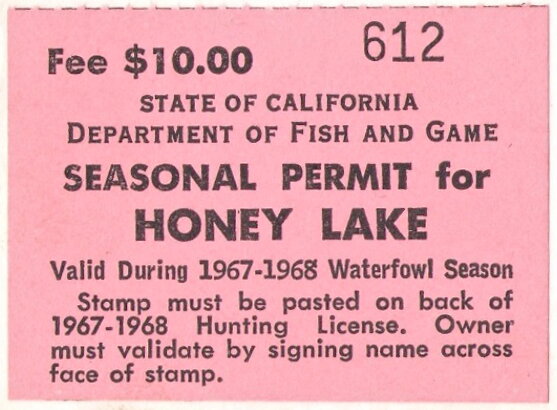 Fee $10.00 612
STATE OF CALIFORNIA
DEPARTMENT OF FISH AND GAME
SEASONAL PERMIT for
HONEY LAKE
Valid During 1967-1968 Waterfowl Season
Stamp must be pasted on back of
1967-1968 Hunting License. Owner
must validate by signing name across
face of stamp.